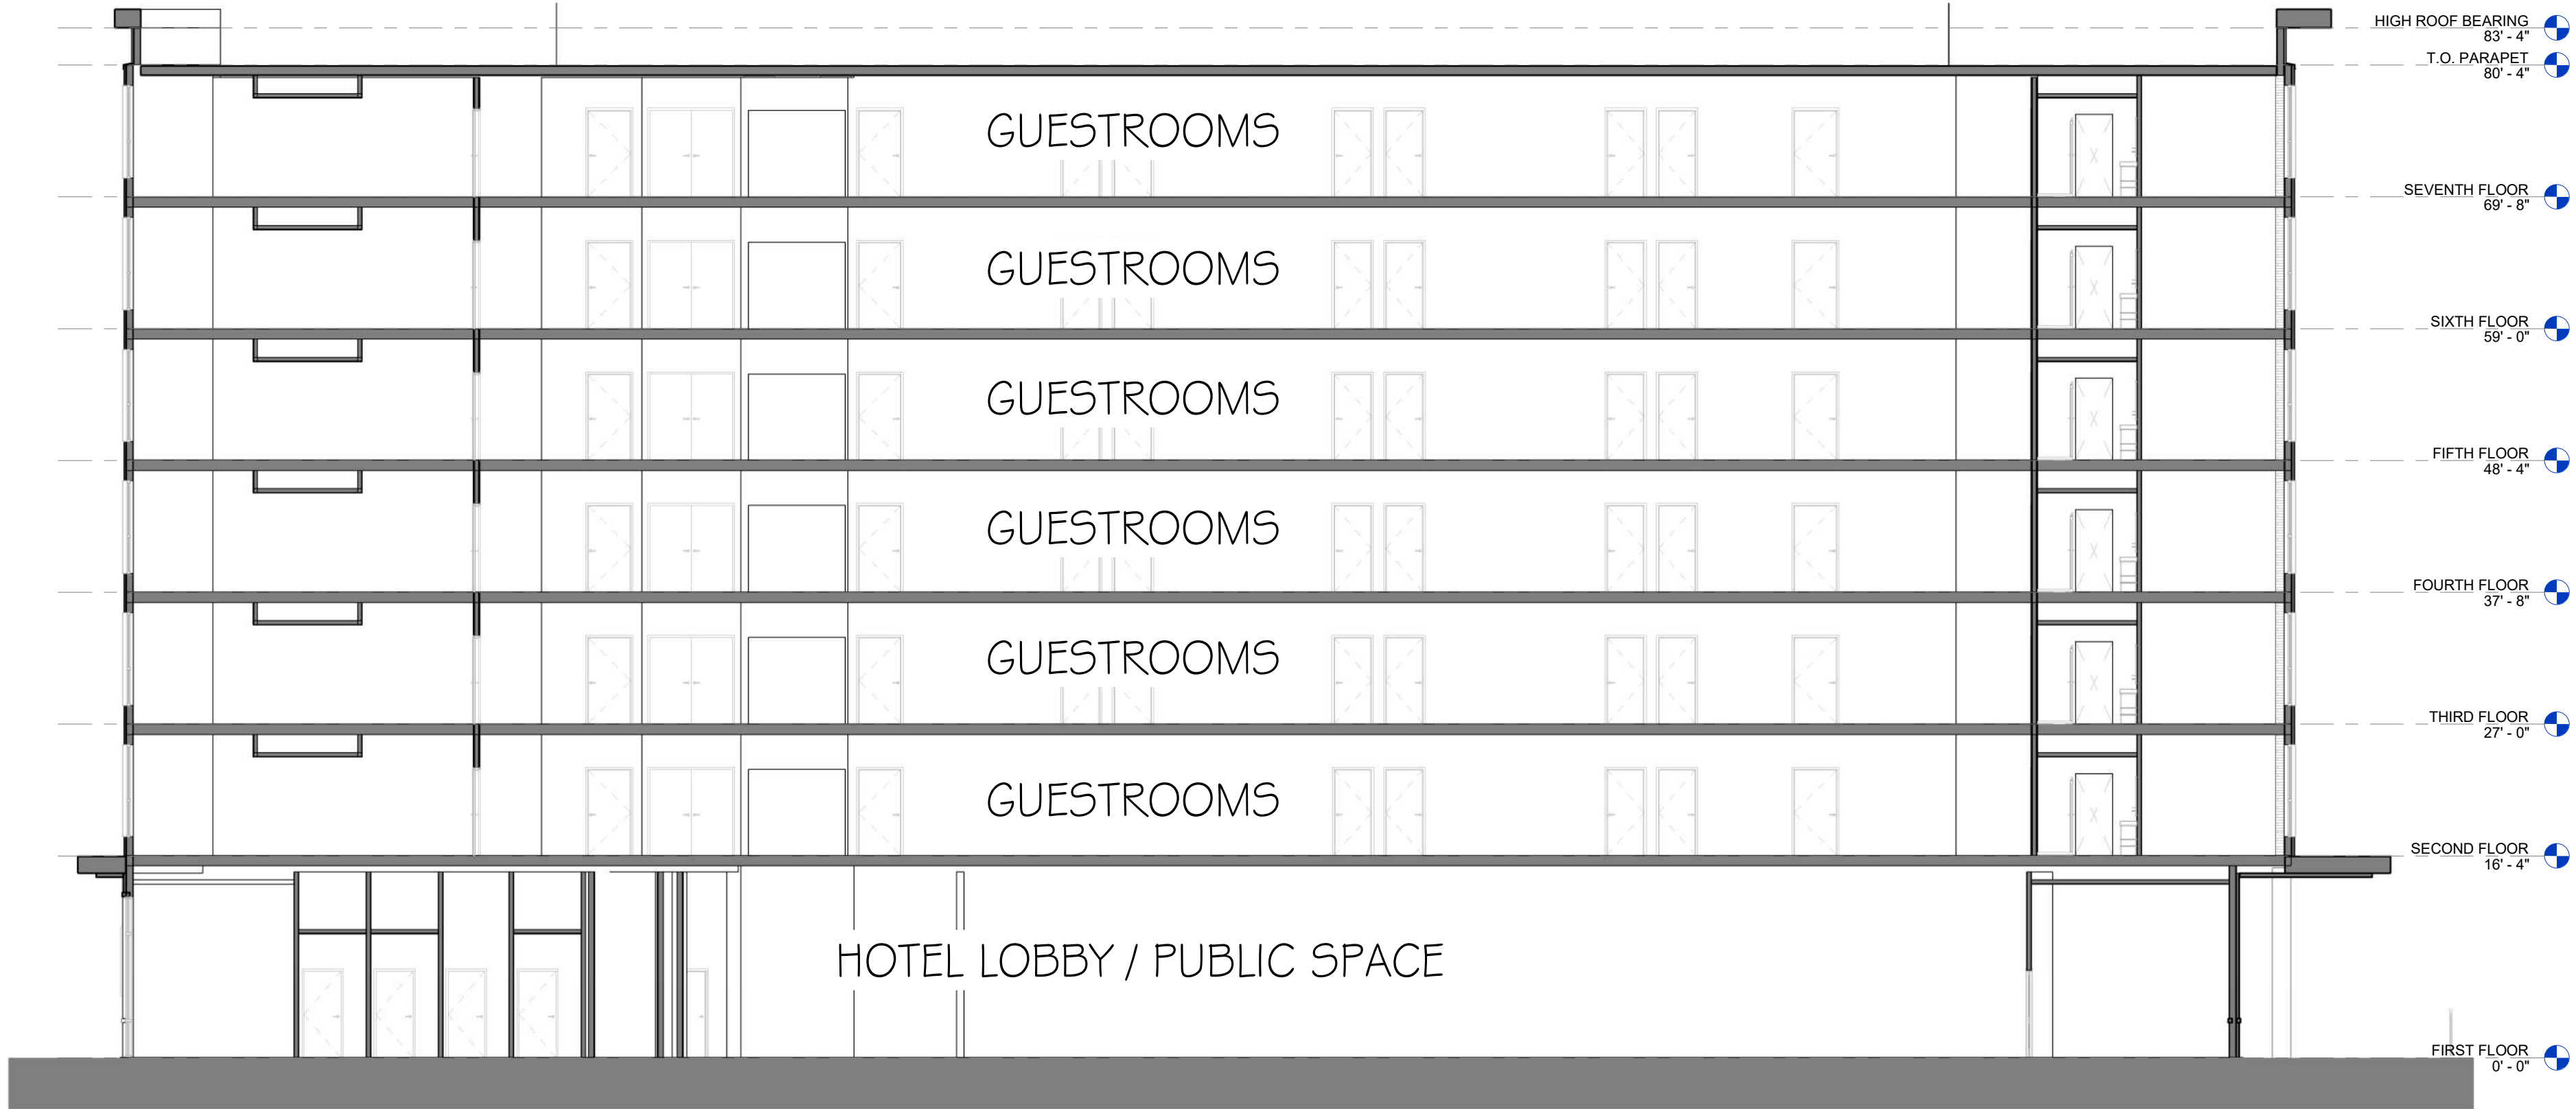 HIGH ROOF BEARING
83' - 4"
T.O. PARAPET
80' - 4"
GUESTROOMS
SEVENTH FLOOR
69' - 8"
GUESTROOMS
SIXTH FLOOR
59' - 0"
GUESTROOMS
FIFTH FLOOR
48' - 4"
GUESTROOMS
FOURTH FLOOR
37' - 8"
GUESTROOMS
THIRD FLOOR
27' - 0"
GUESTROOMS
SECOND FLOOR
16' - 4"
HOTEL LOBBY / PUBLIC SPACE
FIRST FLOOR
0' - 0"